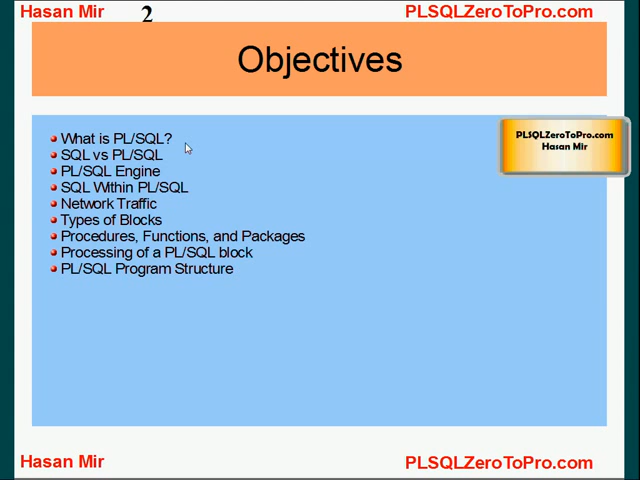 Hasan Mir
2
PLSQLZeroToPro.com
Objectives
What is PL/SQL?
SQL vs PL/SQL
PL/SQL Engine
SQL Within PL/SQL
Network Traffic
Types of Blocks
Procedures, Functions, and Packages
Processing of a PL/SQL block
PL/SQL Program Structure
PLSQLZeroToPro.com
Hasan Mir
Hasan Mir
PLSQLZeroToPro.com